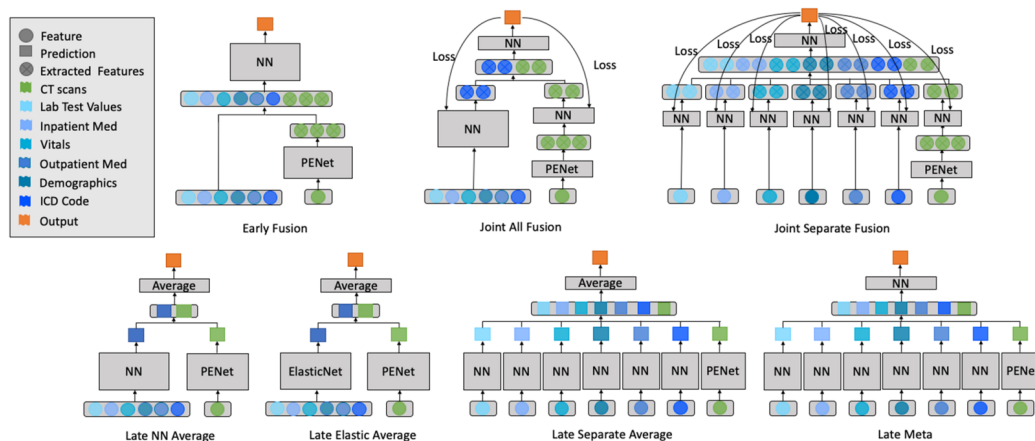 Feature
Prediction
Extracted Features
CT scans
Lab Test Values
Inpatient Med
Vitals
Outpatient Med
Demographics
ICD Code
Output
NN
PENet
Early Fusion
Loss
NN
Loss
NN
NN
PENet
Joint All Fusion
Loss Loss Loss Loss Loss Loss Loss
NN
NN NN NN NN NN NN NN
PENet
Joint Separate Fusion
Average
NN PENet
Late NN Average
Average
ElasticNet PENet
Late Elastic Average
Average
NN NN NN NN NN NN PENet
Late Separate Average
NN
NN NN NN NN NN NN PENet
Late Meta